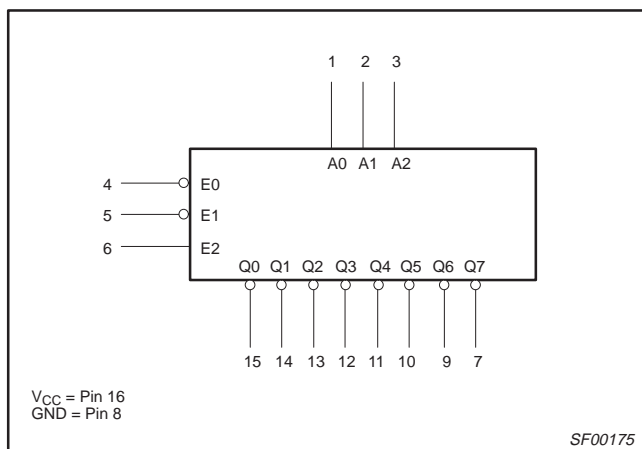 1 2 3
A0 A1 A2
4 E0
5 E1
6 E2
Q0 Q1 Q2 Q3 Q4 Q5 Q6 Q7
15 14 13 12 11 10 9 7
VCC = Pin 16
GND = Pin 8
SF00175